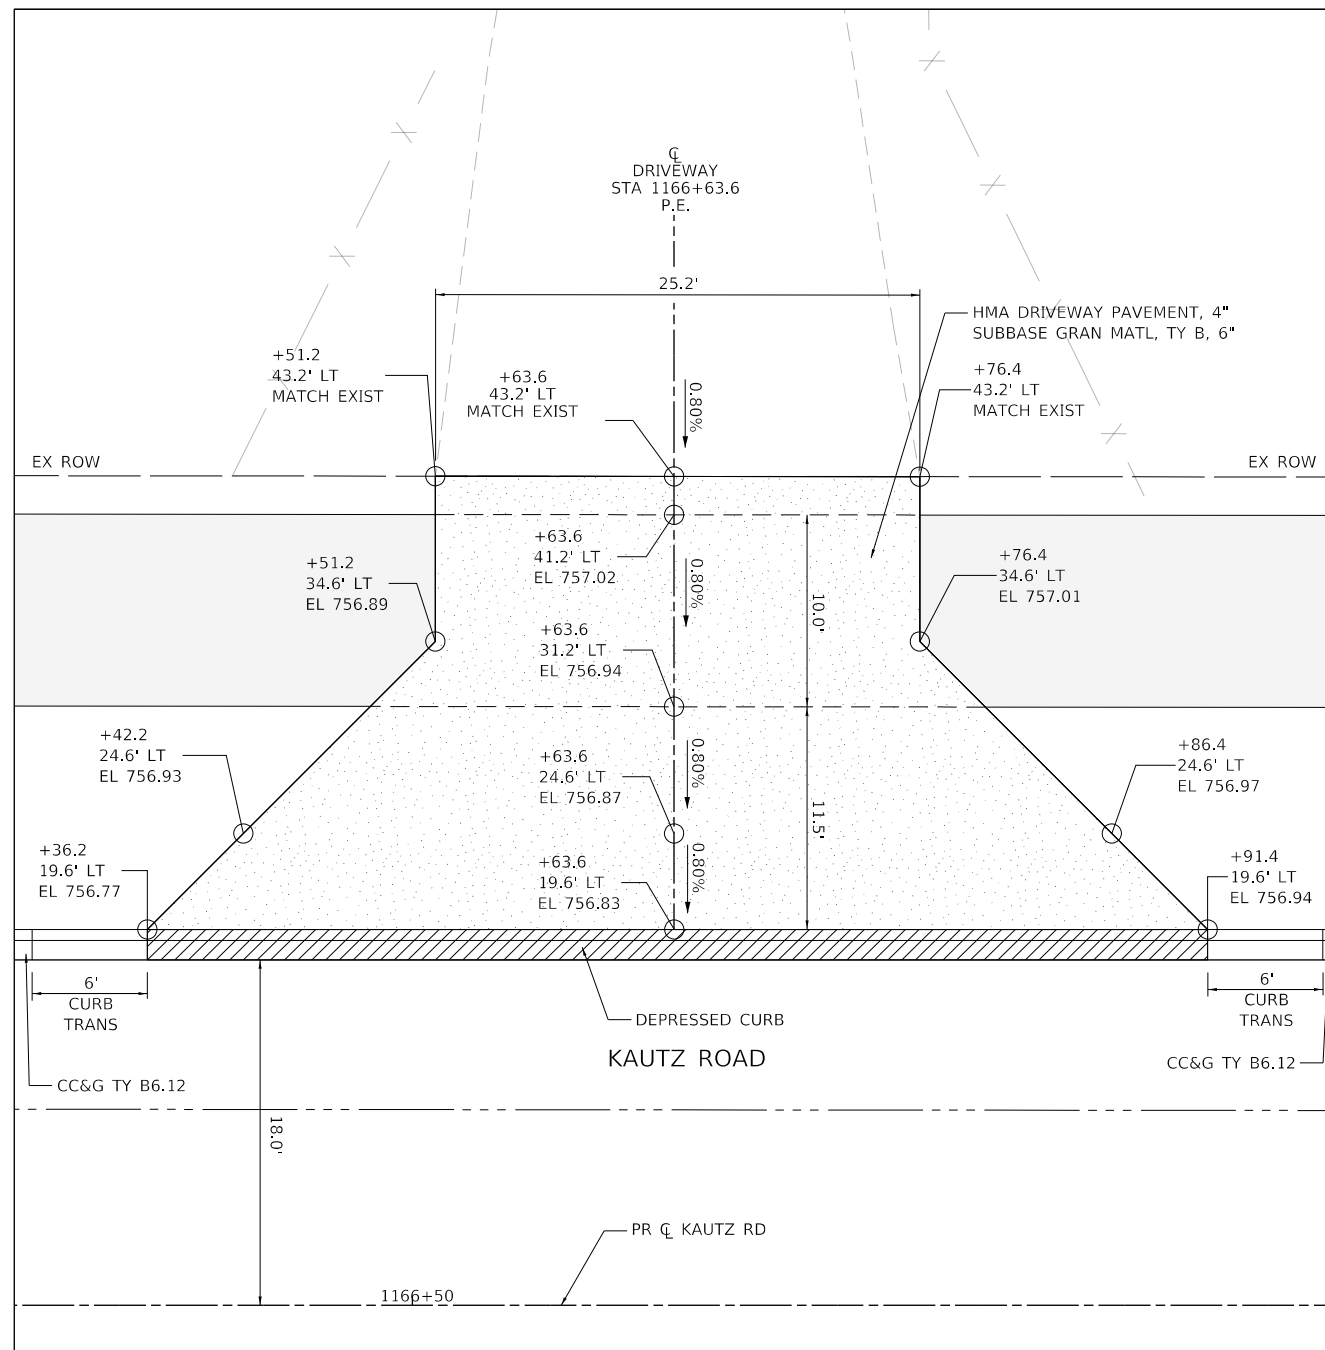 ℄
DRIVEWAY
STA 1166+63.6
P.E.
25.2'
HMA DRIVEWAY PAVEMENT, 4"
SUBBASE GRAN MATL, TY B, 6"
+51.2
43.2' LT
MATCH EXIST
+63.6
43.2' LT
MATCH EXIST
0.80%
+76.4
43.2' LT
MATCH EXIST
EX ROW
EX ROW
+63.6
41.2' LT
EL 757.02
0.80%
+51.2
34.6' LT
EL 756.89
+76.4
34.6' LT
EL 757.01
10.0'
+63.6
31.2' LT
EL 756.94
+42.2
24.6' LT
EL 756.93
+63.6
24.6' LT
EL 756.87
0.80%
11.5'
+86.4
24.6' LT
EL 756.97
+36.2
19.6' LT
EL 756.77
+63.6
19.6' LT
EL 756.83
0.80%
+91.4
19.6' LT
EL 756.94
6'
CURB
TRANS
6'
CURB
TRANS
DEPRESSED CURB
KAUTZ ROAD
CC&G TY B6.12
CC&G TY B6.12
18.0'
PR ℄ KAUTZ RD
1166+50